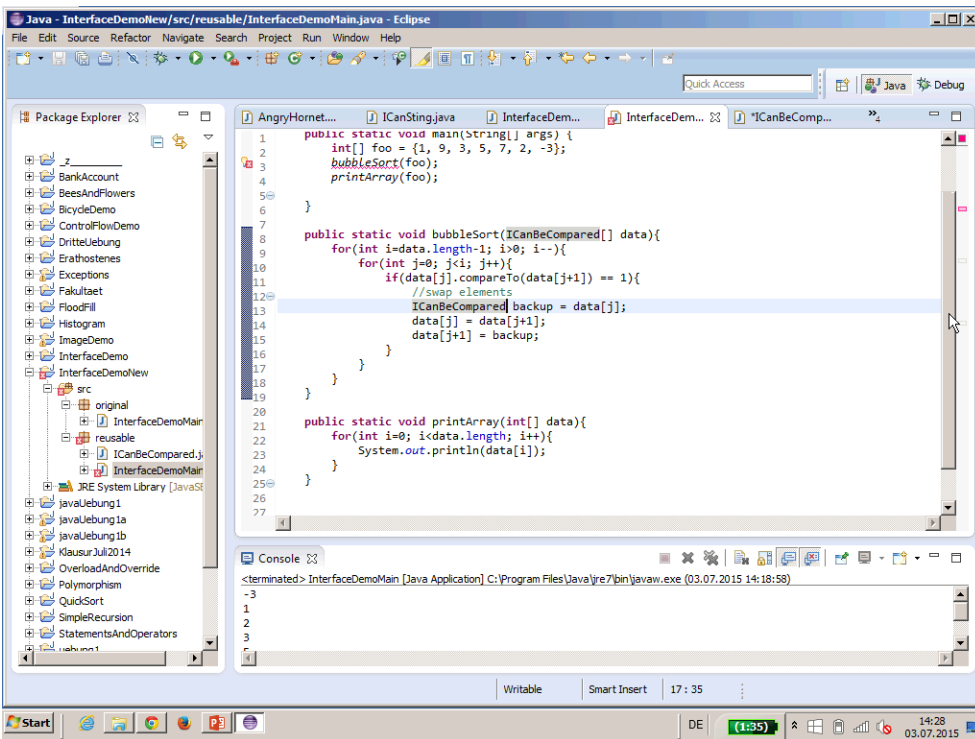 Java - InterfaceDemoNew/src/reusable/InterfaceDemoMain.java - Eclipse
File Edit Source Refactor Navigate Search Project Run Window Help
Quick Access
Java
Debug
Package Explorer
_z_________
BankAccount
BeesAndFlowers
BicycleDemo
ControlFlowDemo
DritteUebung
Erathostenes
Exceptions
Fakultaet
FloodFill
Histogram
ImageDemo
InterfaceDemo
InterfaceDemoNew
src
original
InterfaceDemoMain
reusable
ICanBeCompared.j
InterfaceDemoMain
JRE System Library [JavaSE
javaUebung1
javaUebung1a
javaUebung1b
KlausurJuli2014
OverloadAndOverride
Polymorphism
QuickSort
SimpleRecursion
StatementsAndOperators
uebung1
AngryHornet....
ICanSting.java
InterfaceDem...
InterfaceDem...
*ICanBeComp...
»4
1 public static void main(String[] args) {
2 int[] foo = {1, 9, 3, 5, 7, 2, -3};
3 bubbleSort(foo);
4 printArray(foo);
5
6 }
7
8 public static void bubbleSort(ICanBeCompared[] data){
9 for(int i=data.length-1; i>0; i--){
10 for(int j=0; j<i; j++){
11 if(data[j].compareTo(data[j+1]) == 1){
12 //swap elements
13 ICanBeCompared backup = data[j];
14 data[j] = data[j+1];
15 data[j+1] = backup;
16 }
17 }
18 }
19 }
20
21 public static void printArray(int[] data){
22 for(int i=0; i<data.length; i++){
23 System.out.println(data[i]);
24 }
25 }
26
27
Console
<terminated> InterfaceDemoMain [Java Application] C:\Program Files\Java\jre7\bin\javaw.exe (03.07.2015 14:18:58)
-3
1
2
3
Writable
Smart Insert
17 : 35
Start
DE
(1:35)
14:28
03.07.2015